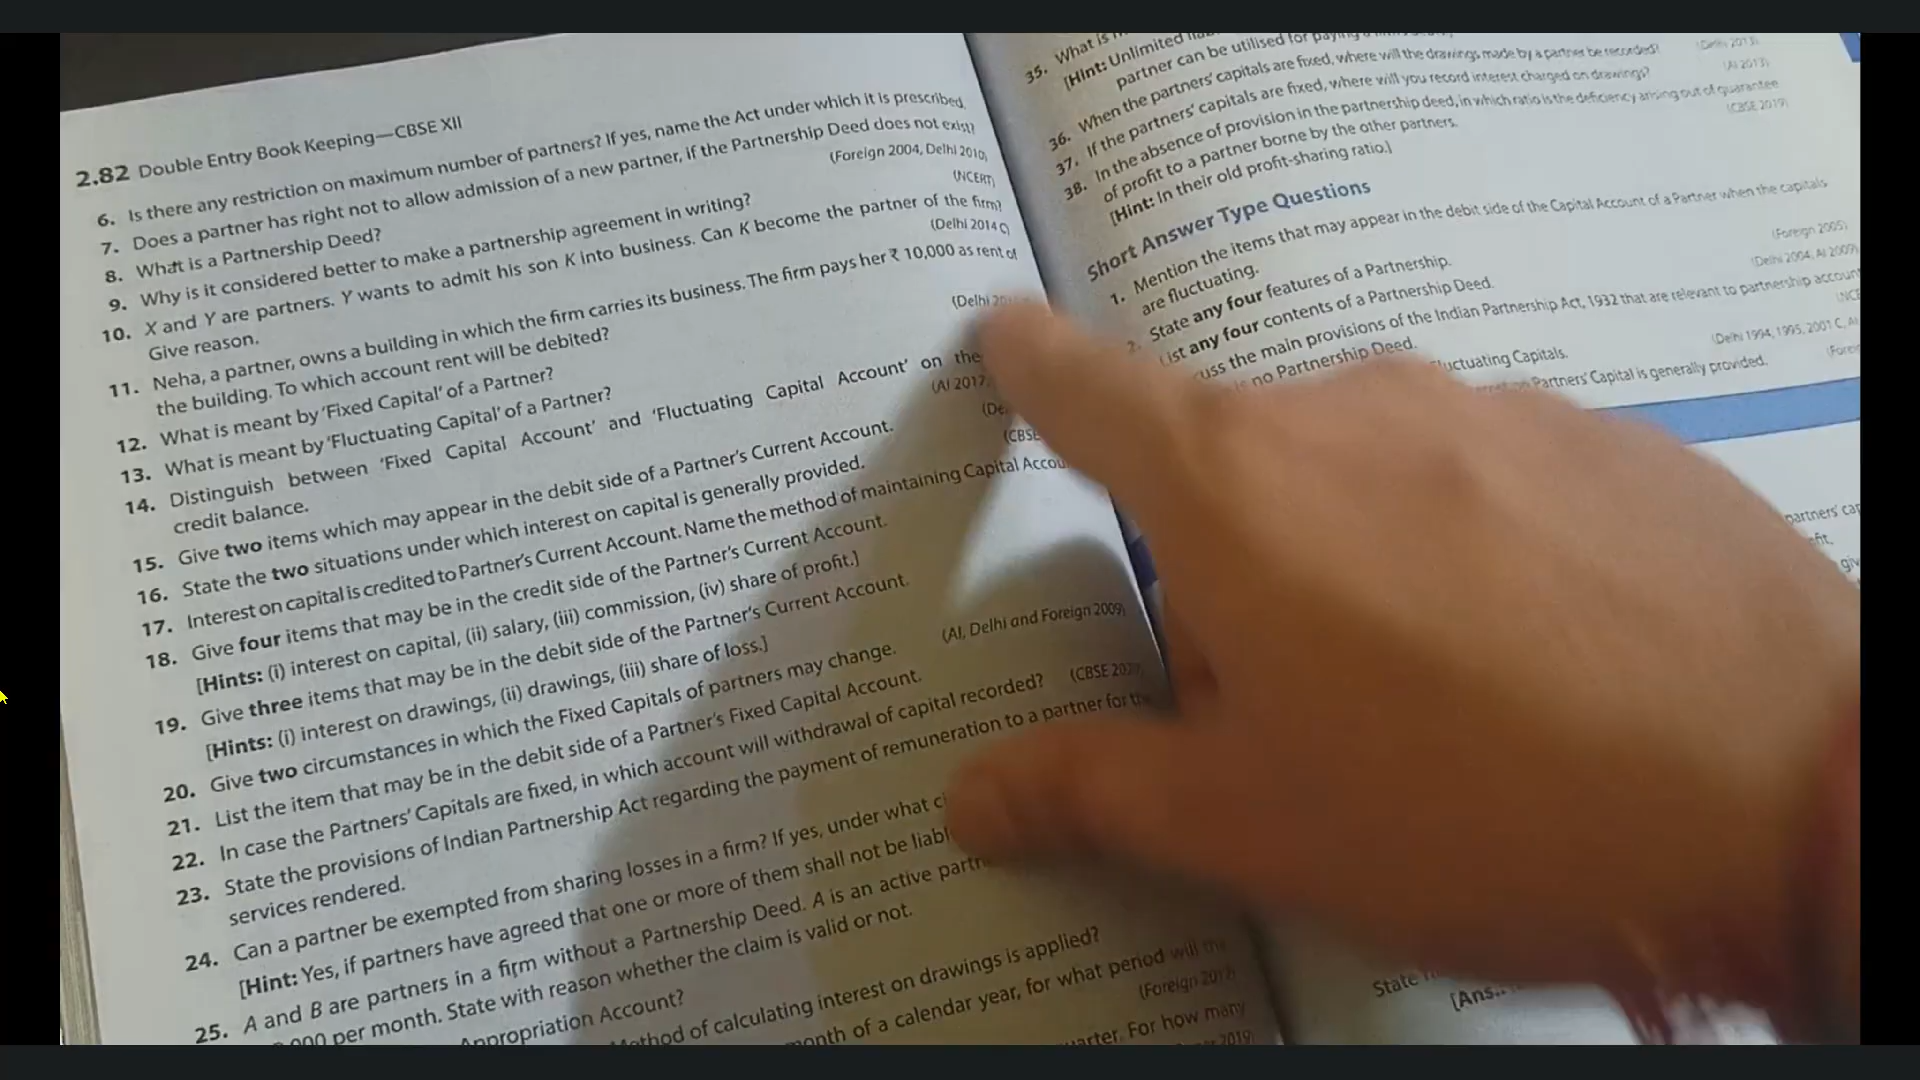 2.82 Double Entry Book Keeping—CBSE XII
6. Is there any restriction on maximum number of partners? If yes, name the Act under which it is prescribed.
7. Does a partner has right not to allow admission of a new partner, if the Partnership Deed does not exist?
8. What is a Partnership Deed?
(Foreign 2004, Delhi 2010,
9. Why is it considered better to make a partnership agreement in writing?
(NCERT)
10. X and Y are partners. Y wants to admit his son K into business. Can K become the partner of the firm?
Give reason.
(Delhi 2014 C)
11. Neha, a partner, owns a building in which the firm carries its business. The firm pays her ₹ 10,000 as rent of
the building. To which account rent will be debited?
(Delhi
12. What is meant by 'Fixed Capital' of a Partner?
13. What is meant by 'Fluctuating Capital' of a Partner?
14. Distinguish between 'Fixed Capital Account' and 'Fluctuating Capital Account' on the
credit balance.
(AI 2017,
15. Give two items which may appear in the debit side of a Partner's Current Account.
16. State the two situations under which interest on capital is generally provided.
(CBSE
17. Interest on capital is credited to Partner's Current Account. Name the method of maintaining Capital
18. Give four items that may be in the credit side of the Partner's Current Account.
[Hints: (i) interest on capital, (ii) salary, (iii) commission, (iv) share of profit.]
19. Give three items that may be in the debit side of the Partner's Current Account.
[Hints: (i) interest on drawings, (ii) drawings, (iii) share of loss.]
20. Give two circumstances in which the Fixed Capitals of partners may change.
(AI, Delhi and Foreign 2009)
21. List the item that may be in the debit side of a Partner's Fixed Capital Account.
22. In case the Partners' Capitals are fixed, in which account will withdrawal of capital recorded?
(CBSE
23. State the provisions of Indian Partnership Act regarding the payment of remuneration to a partner for the
services rendered.
24. Can a partner be exempted from sharing losses in a firm? If yes, under what
[Hint: Yes, if partners have agreed that one or more of them shall not be
25. A and B are partners in a firm without a Partnership Deed. A is an active
per month. State with reason whether the claim is valid or not.
Appropriation Account?
method of calculating interest on drawings is applied?
month of a calendar year, for what period will the
(Foreign
For how many
35. What is
[Hint: Unlimited
partner can be utilised for paying
36. When the partners' capitals are fixed, where will the drawings made by a partner be recorded?
(Delhi 2013)
37. If the partners' capitals are fixed, where will you record interest charged on drawings?
(AI 2013)
38. In the absence of provision in the partnership deed, in which ratio is the deficiency arising out of guarantee
of profit to a partner borne by the other partners.
(CBSE 2019)
[Hint: In their old profit-sharing ratio.]
Short Answer Type Questions
1. Mention the items that may appear in the debit side of the Capital Account of a Partner when the capitals
are fluctuating.
(Foreign 2005)
2. State any four features of a Partnership.
(Delhi 2004, AI 2009)
List any four contents of a Partnership Deed.
the main provisions of the Indian Partnership Act, 1932 that are relevant to partnership
is no Partnership Deed.
(Delhi 1994, 1995, 2001 C,
Fluctuating Capitals.
on Partners' Capital is generally provided.
partners'
State
[Ans.